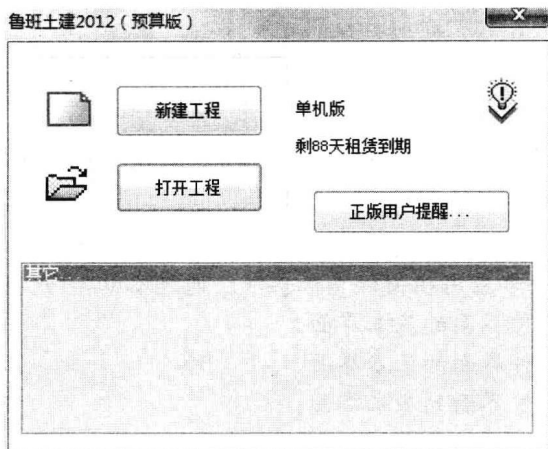 鲁班土建2012（预算版）
新建工程
单机版
剩88天租赁到期
打开工程
正版用户提醒...
其它...